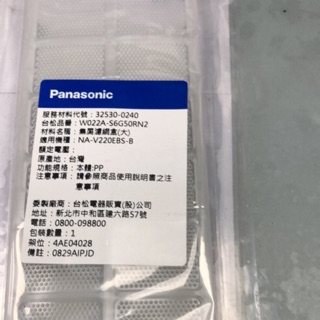 Panasonic
服務材料代號：32530-0240
台松品番：W022A-S6G50RN2
材料名稱：集屑濾網盒(大)
適用機種：NA-V220EBS-B
額定電壓：
原產地：台灣
功能規格：本體:PP
注意事項：請參照商品使用說明書之注
意事項
委製廠商：台松電器販賣(股)公司
地址：新北市中和區建六路57號
電話：0800-098800
包裝數量：1
架位：4AE04028
備註：0829AIPJD